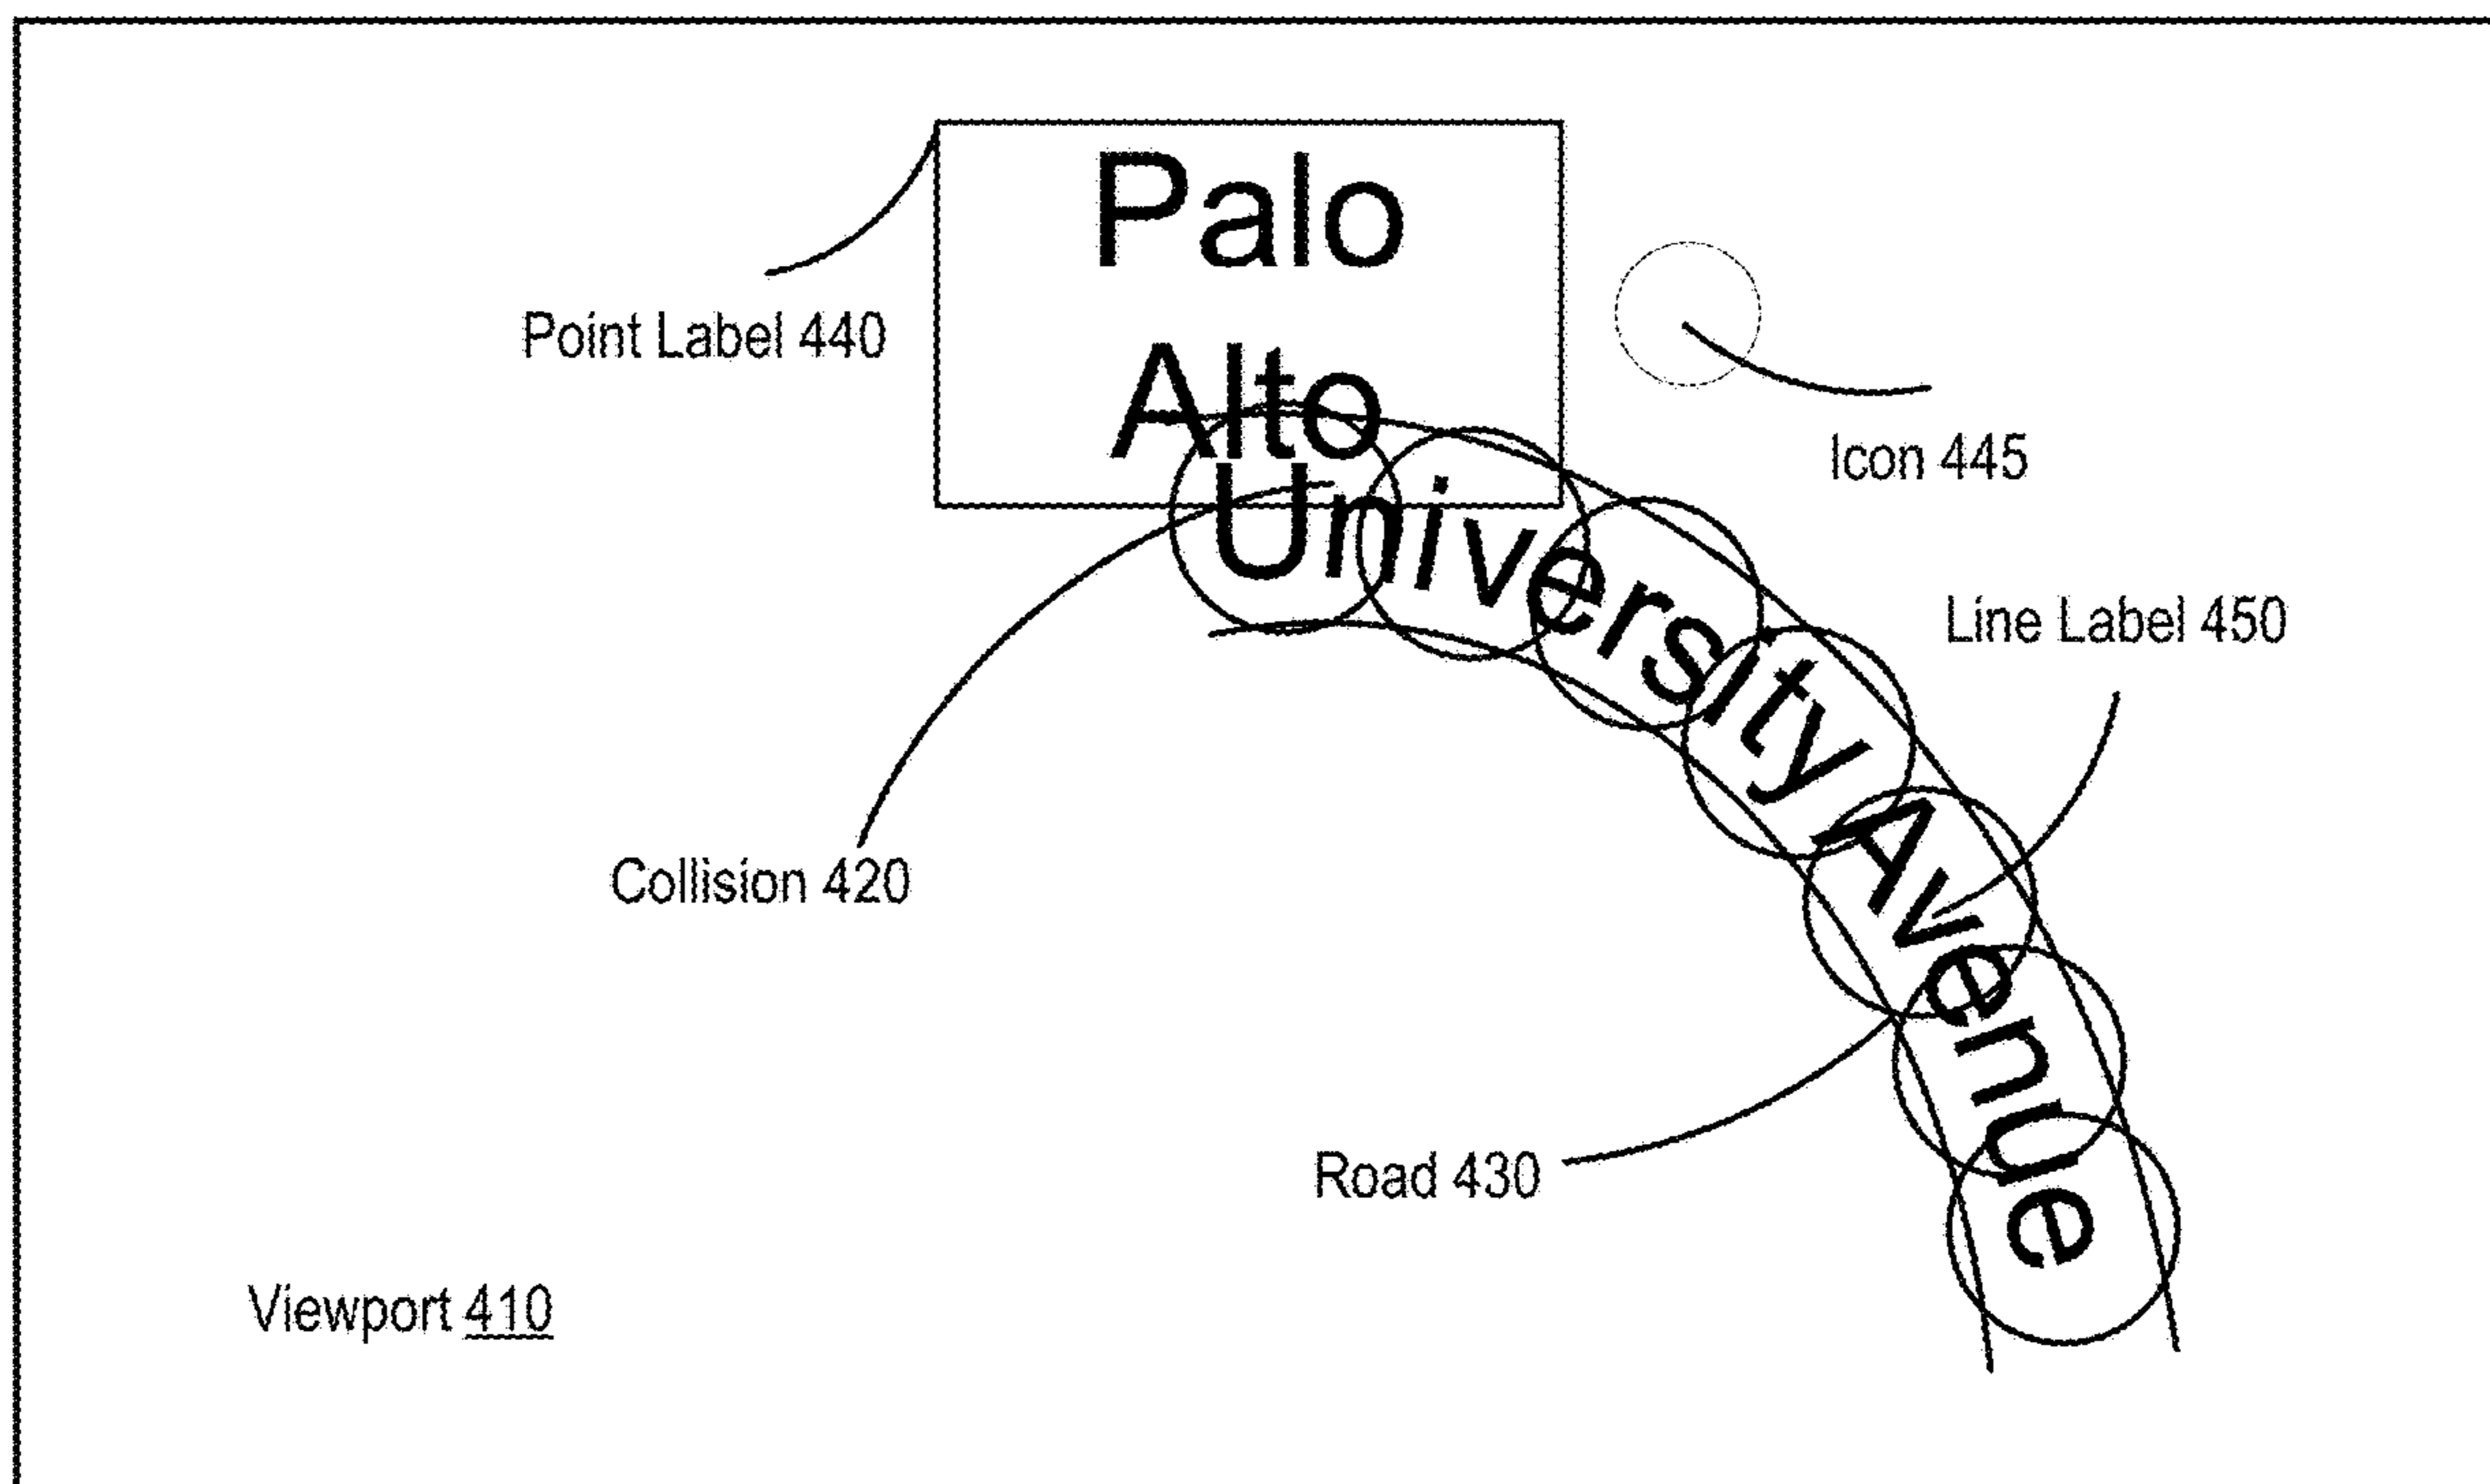 Palo
Alto
Point Label 440
Icon 445
University Avenue
Line Label 450
Collision 420
Road 430
Viewport 410